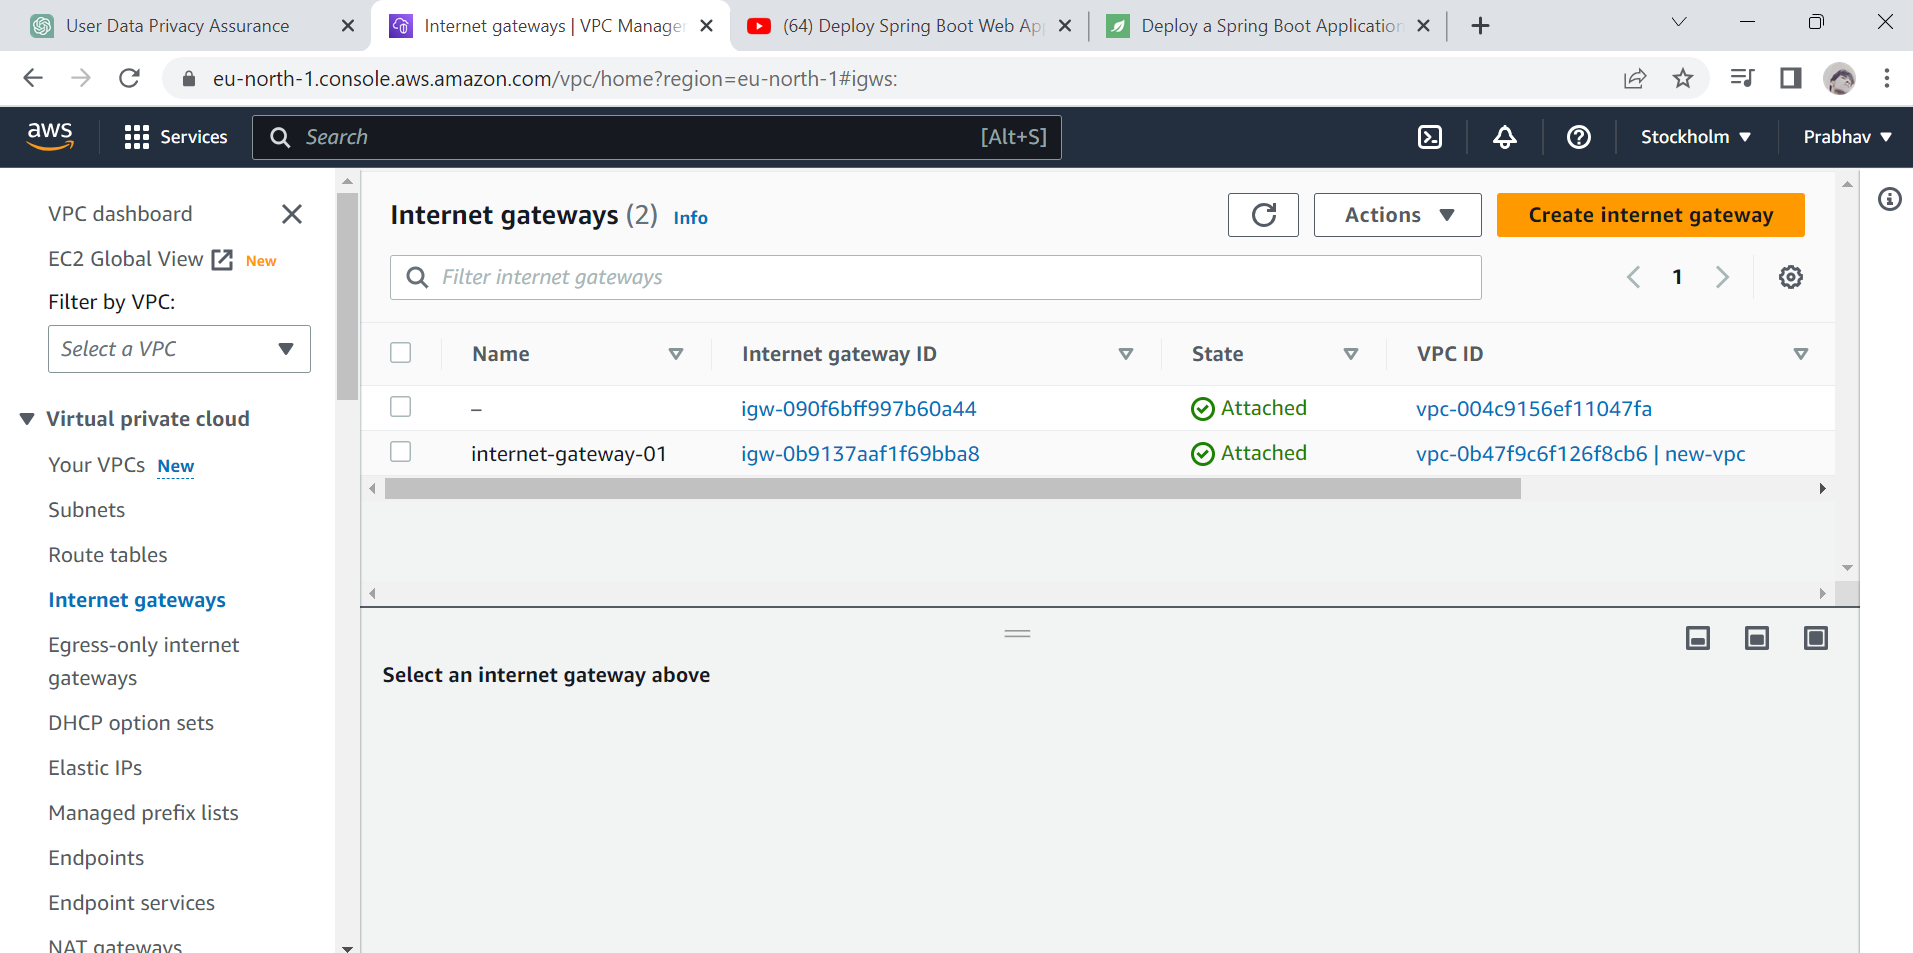 User Data Privacy Assurance
Internet gateways | VPC Manager
(64) Deploy Spring Boot Web Ap
Deploy a Spring Boot Application
eu-north-1.console.aws.amazon.com/vpc/home?region=eu-north-1#igws:
aws
Services
Search
[Alt+S]
Stockholm
Prabhav
VPC dashboard
EC2 Global View New
Filter by VPC:
Select a VPC
Virtual private cloud
Your VPCs New
Subnets
Route tables
Internet gateways
Egress-only internet
gateways
DHCP option sets
Elastic IPs
Managed prefix lists
Endpoints
Endpoint services
NAT gateways
Internet gateways (2) Info
Actions
Create internet gateway
Filter internet gateways
1
Name Internet gateway ID State VPC ID
– igw-090f6bff997b60a44 Attached vpc-004c9156ef11047fa
internet-gateway-01 igw-0b9137aaf1f69bba8 Attached vpc-0b47f9c6f126f8cb6 | new-vpc
Select an internet gateway above